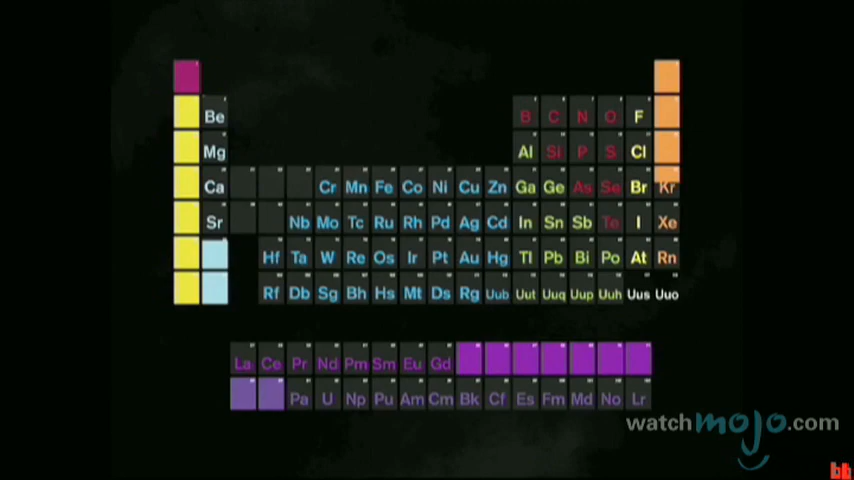 Be B C N O F
Mg Al Si P S Cl
Ca Cr Mn Fe Co Ni Cu Zn Ga Ge As Se Br Kr
Sr Nb Mo Tc Ru Rh Pd Ag Cd In Sn Sb Te I Xe
Hf Ta W Re Os Ir Pt Au Hg Tl Pb Bi Po At Rn
Rf Db Sg Bh Hs Mt Ds Rg Uub Uut Uuq Uup Uuh Uus Uuo
La Ce Pr Nd Pm Sm Eu Gd
Pa U Np Pu Am Cm Bk Cf Es Fm Md No Lr
watchmojo.com